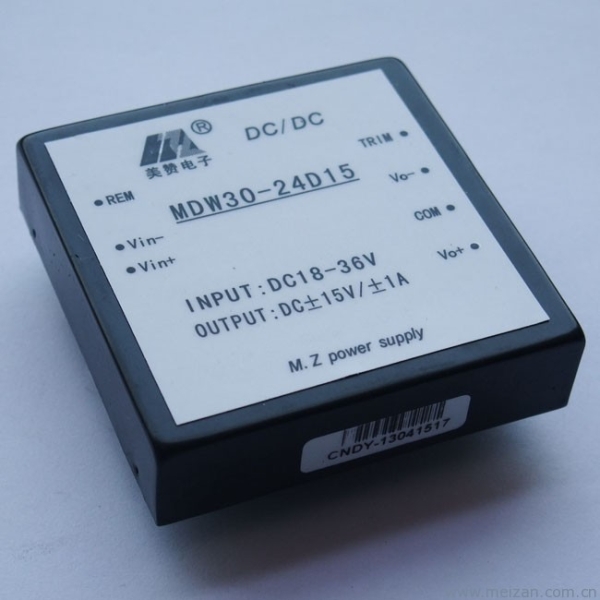 MZ® DC/DC
美赞电子
TRIM
REM
Vo-
MDW30-24D15
COM
Vin-
Vo+
Vin+
INPUT:DC18-36V
OUTPUT:DC±15V/±1A
M.Z power supply
CNDY-13041517
www.meizan.com.cn